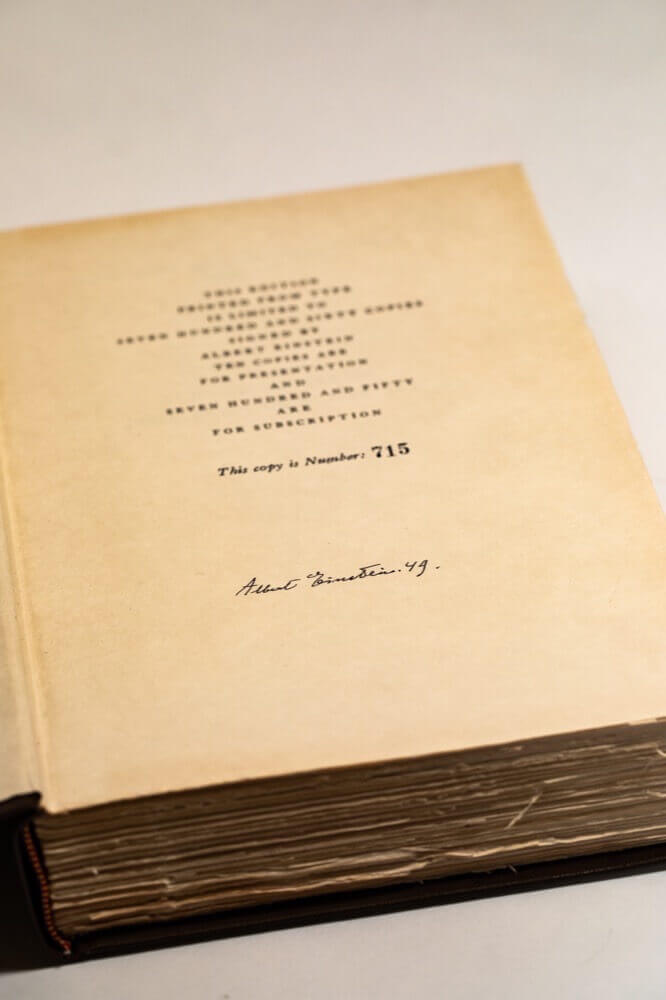 THIS EDITION
PRINTED FROM TYPE
IS LIMITED TO
SEVEN HUNDRED AND SIXTY COPIES
SIGNED BY
ALBERT EINSTEIN
TEN COPIES ARE
FOR PRESENTATION
AND
SEVEN HUNDRED AND FIFTY
ARE
FOR SUBSCRIPTION
This copy is Number: 715
Albert Einstein. 49.